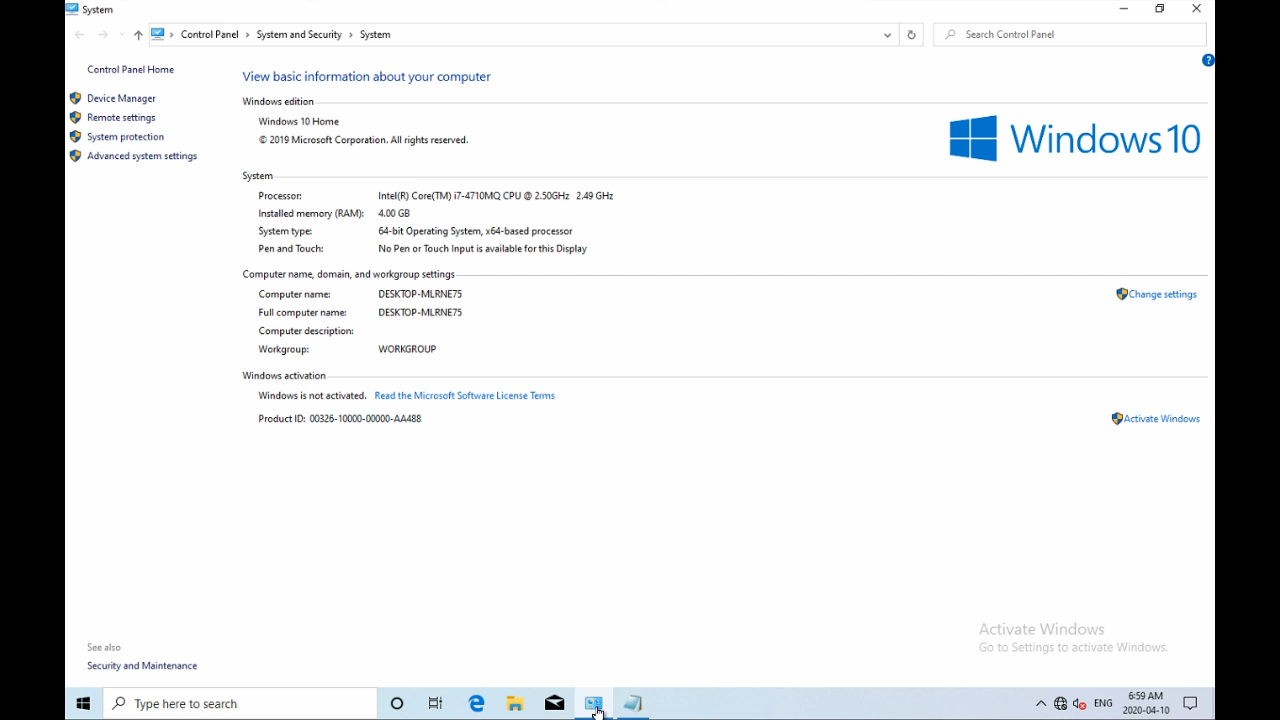 System
Control Panel › System and Security › System
Search Control Panel
?
Control Panel Home
Device Manager
Remote settings
System protection
Advanced system settings
View basic information about your computer
Windows edition
Windows 10 Home
© 2019 Microsoft Corporation. All rights reserved.
Windows 10
System
Processor: Intel(R) Core(TM) i7-4710MQ CPU @ 2.50GHz 2.49 GHz
Installed memory (RAM): 4.00 GB
System type: 64-bit Operating System, x64-based processor
Pen and Touch: No Pen or Touch Input is available for this Display
Computer name, domain, and workgroup settings
Computer name: DESKTOP-MLRNE75
Change settings
Full computer name: DESKTOP-MLRNE75
Computer description:
Workgroup: WORKGROUP
Windows activation
Windows is not activated. Read the Microsoft Software License Terms
Product ID: 00326-10000-00000-AA488
Activate Windows
Activate Windows
Go to Settings to activate Windows.
See also
Security and Maintenance
Type here to search
ENG
6:59 AM
2020-04-10